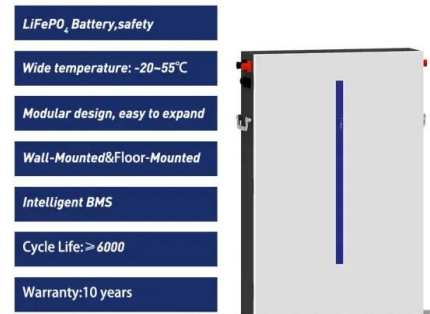 LiFePO₄ Battery,safety
Wide temperature: -20~55℃
Modular design, easy to expand
Wall-Mounted&Floor-Mounted
Intelligent BMS
Cycle Life:≥6000
Warranty:10 years